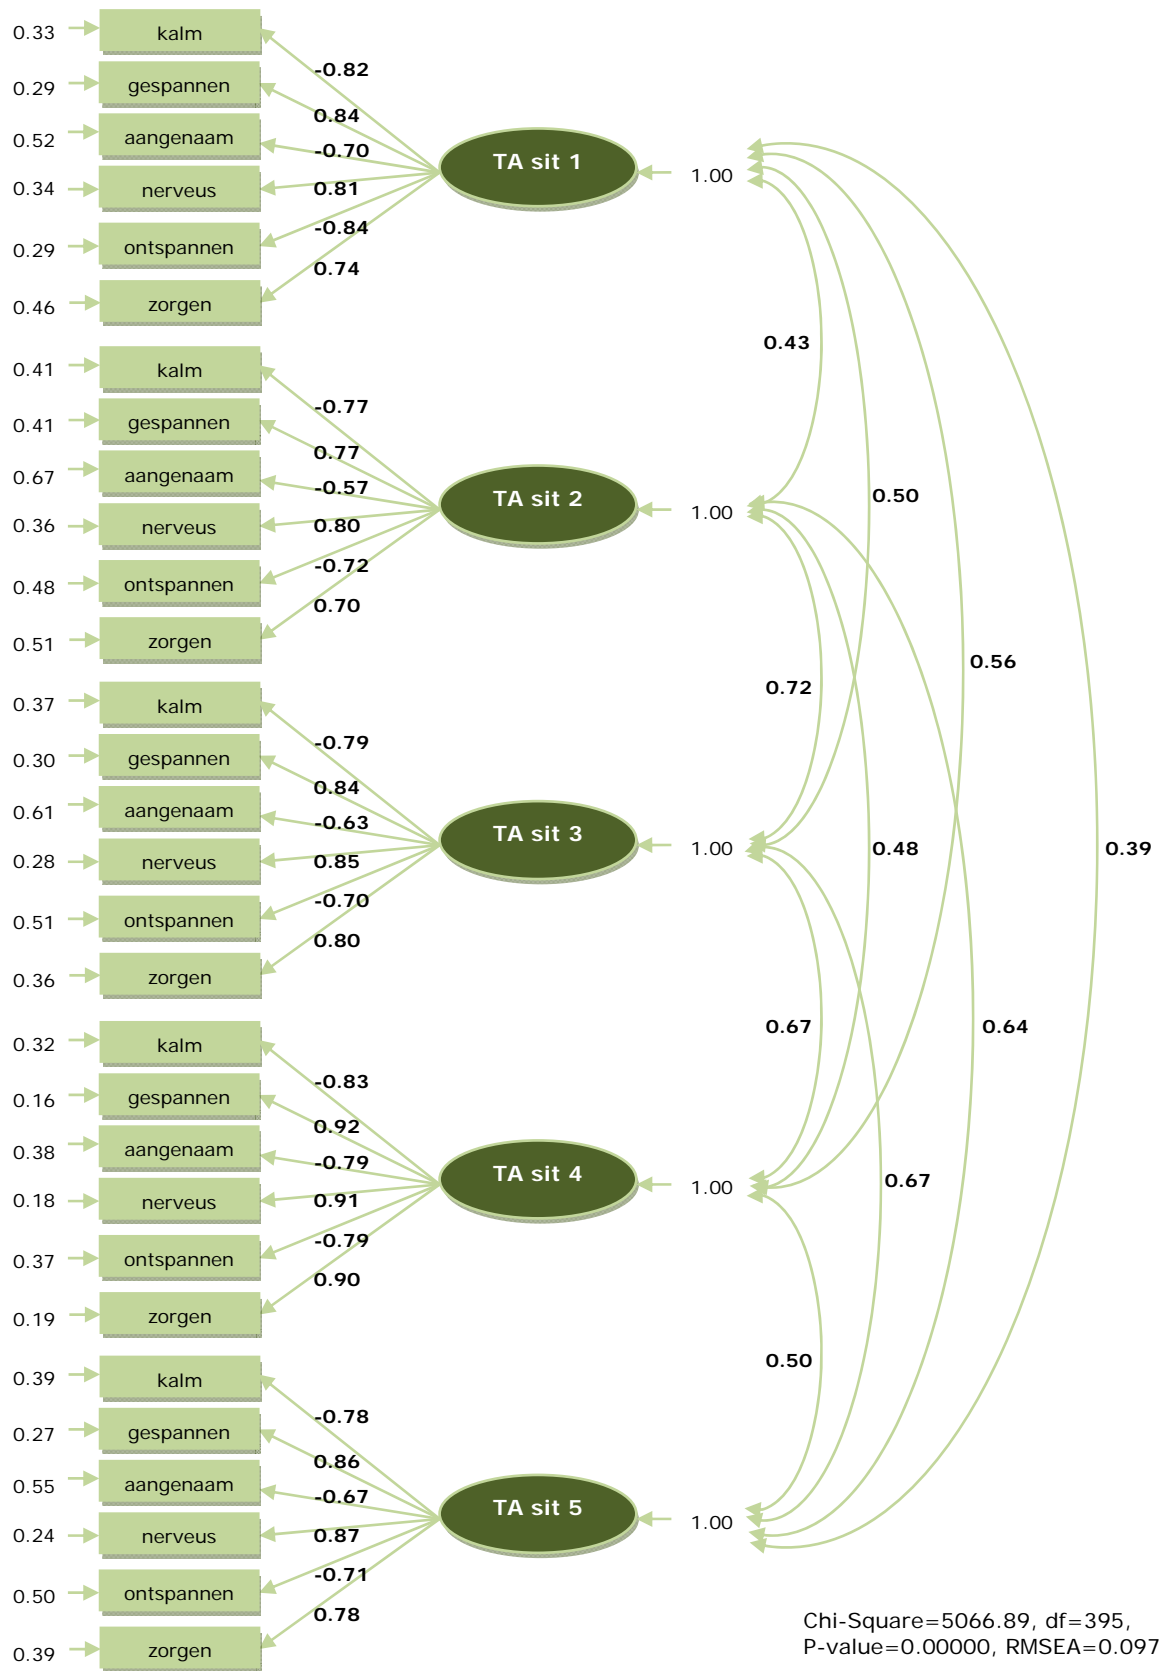 0.33 kalm -0.82
0.29 gespannen 0.84
0.52 aangenaam -0.70
0.34 nerveus 0.81
0.29 ontspannen -0.84
0.46 zorgen 0.74
TA sit 1 1.00
0.43
0.41 kalm -0.77
0.41 gespannen 0.77
0.67 aangenaam -0.57
0.36 nerveus 0.80
0.48 ontspannen -0.72
0.51 zorgen 0.70
TA sit 2 1.00
0.50
0.56
0.72
0.37 kalm -0.79
0.30 gespannen 0.84
0.61 aangenaam -0.63
0.28 nerveus 0.85
0.51 ontspannen -0.70
0.36 zorgen 0.80
TA sit 3 1.00
0.48
0.39
0.67
0.64
0.32 kalm -0.83
0.16 gespannen 0.92
0.38 aangenaam -0.79
0.18 nerveus 0.91
0.37 ontspannen -0.79
0.19 zorgen 0.90
TA sit 4 1.00
0.67
0.50
0.39 kalm -0.78
0.27 gespannen 0.86
0.55 aangenaam -0.67
0.24 nerveus 0.87
0.50 ontspannen -0.71
0.39 zorgen 0.78
TA sit 5 1.00
Chi-Square=5066.89, df=395,
P-value=0.00000, RMSEA=0.097